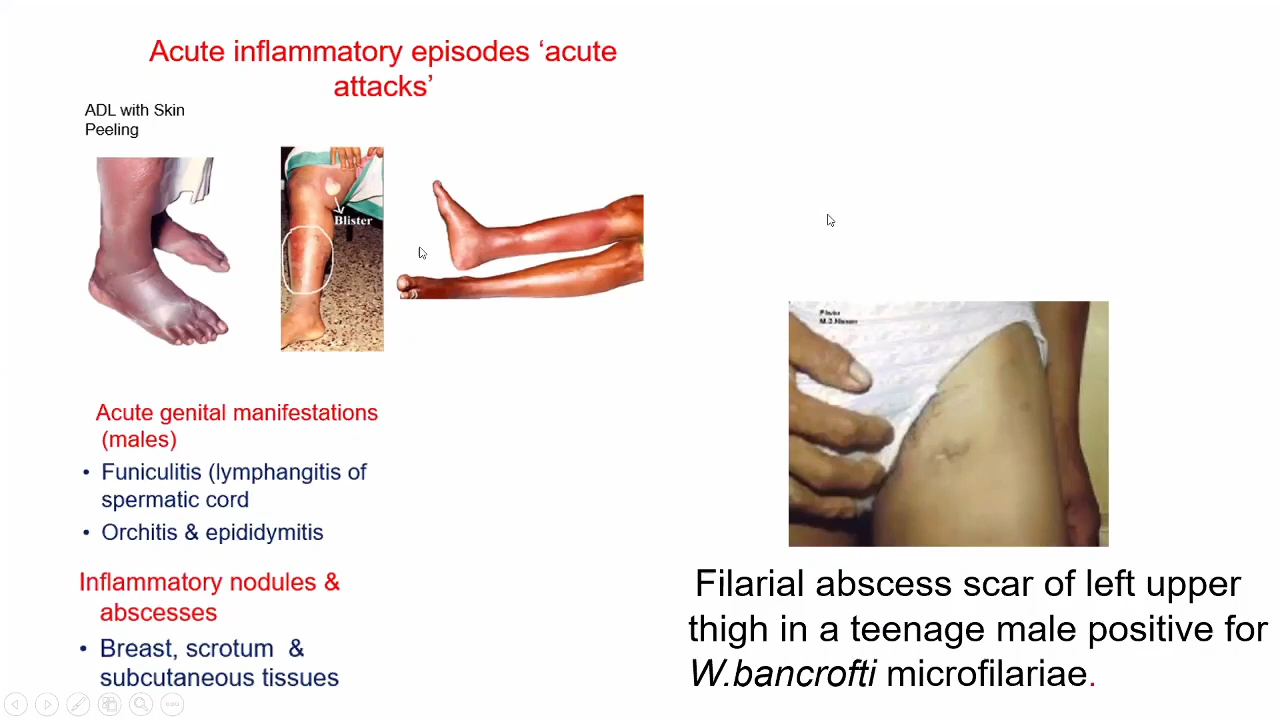 Acute inflammatory episodes ‘acute
attacks’
ADL with Skin
Peeling
Blister
Acute genital manifestations
(males)
• Funiculitis (lymphangitis of
spermatic cord
• Orchitis & epididymitis
Inflammatory nodules &
abscesses
• Breast, scrotum &
subcutaneous tissues
Filarial abscess scar of left upper
thigh in a teenage male positive for
W.bancrofti microfilariae.